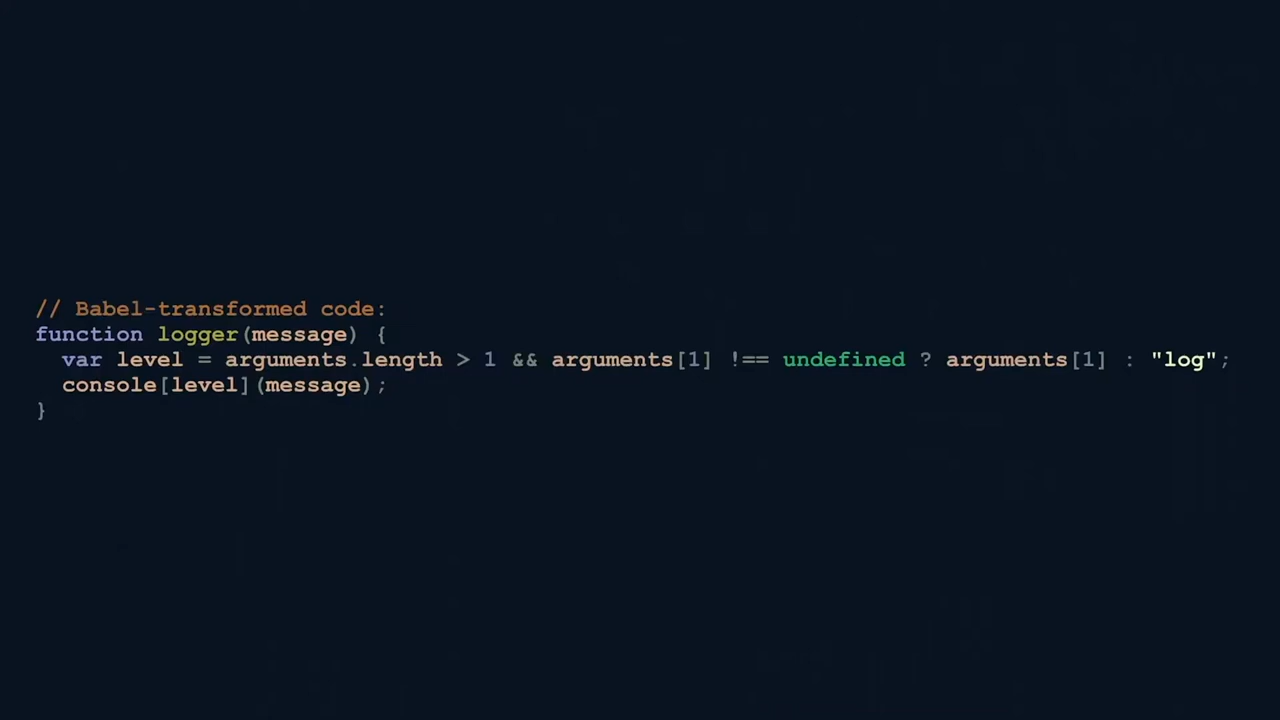 // Babel-transformed code:
function logger(message) {
  var level = arguments.length > 1 && arguments[1] !== undefined ? arguments[1] : "log";
  console[level](message);
}